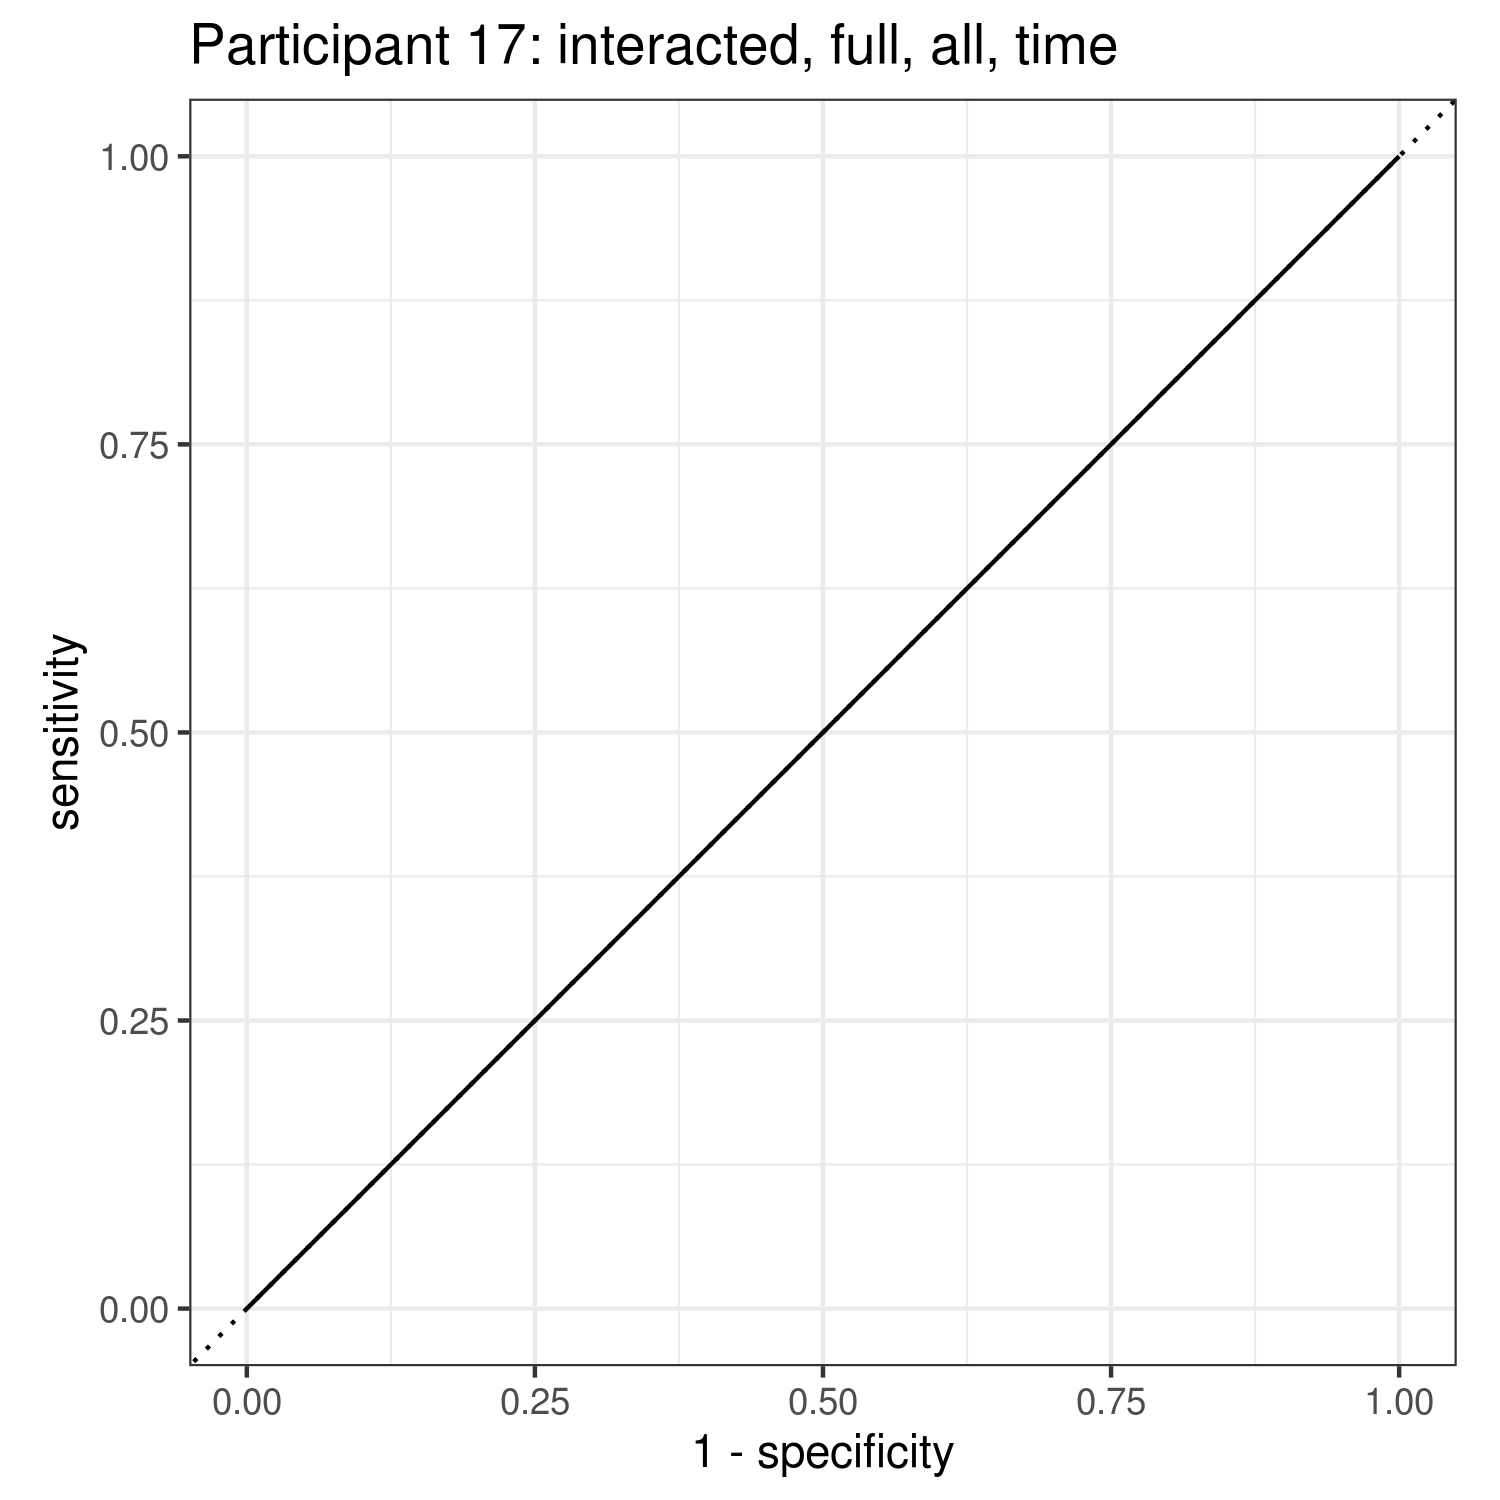 Participant 17: interacted, full, all, time
1.00
0.75
0.50
0.25
0.00
sensitivity
0.00 0.25 0.50 0.75 1.00
1 - specificity